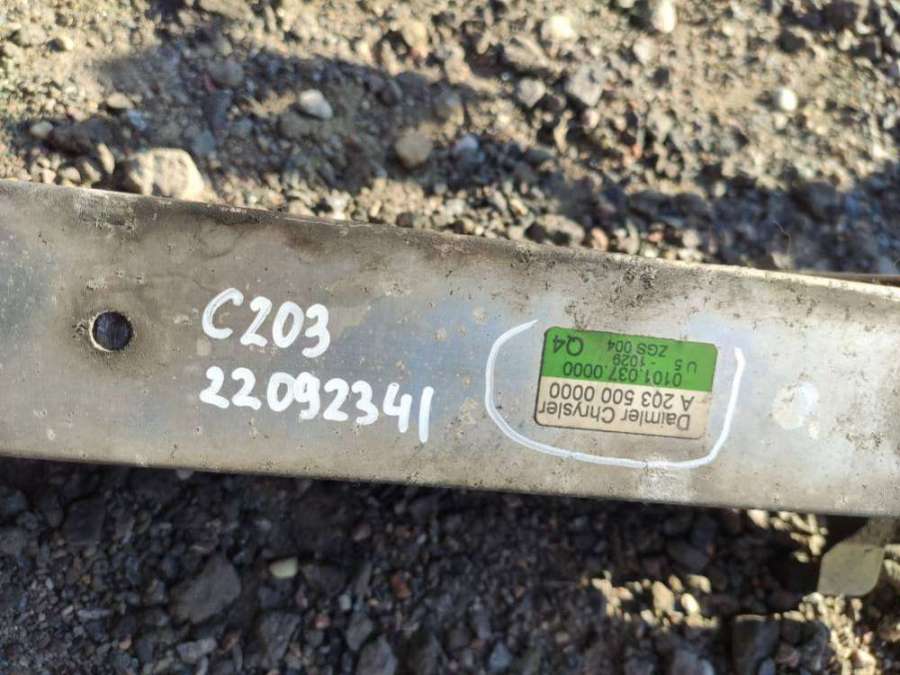 C203
22092341
Daimler Chrysler
A 203 500 0000
0101.037.0000
- 1029 U 5
Q4 ZGS 004